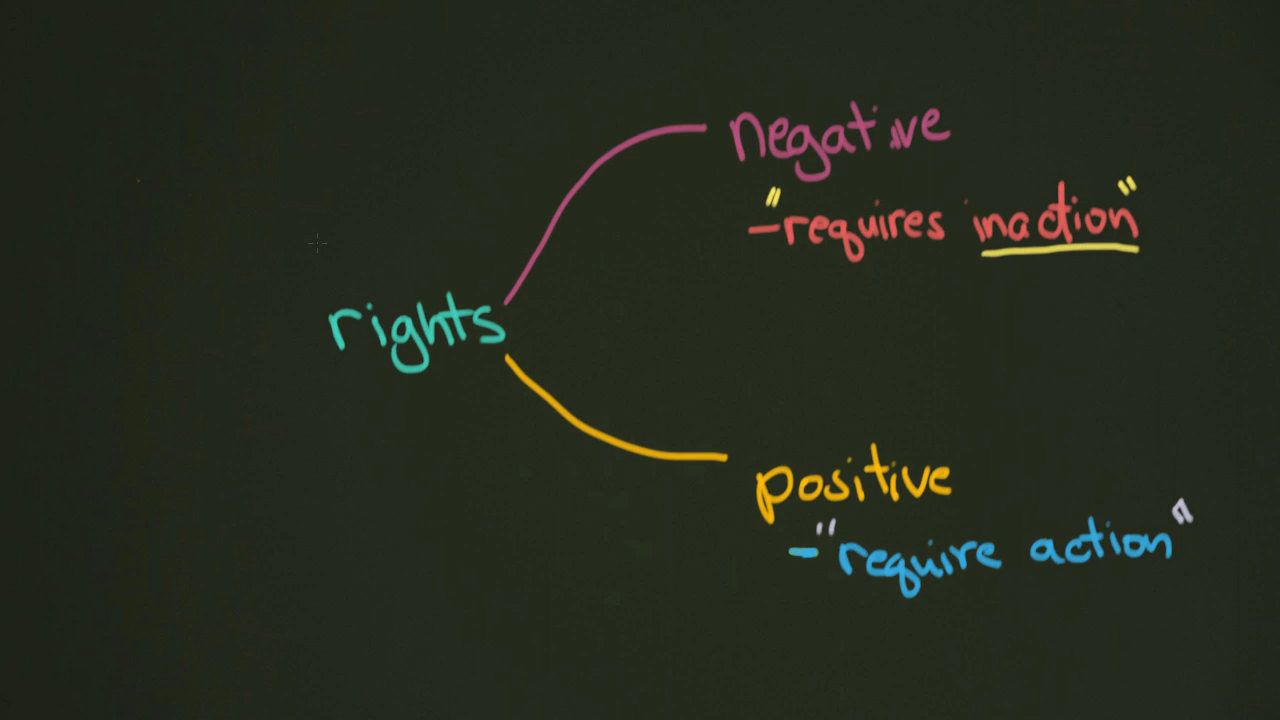 negative
"-requires inaction"
rights
positive
-"require action"